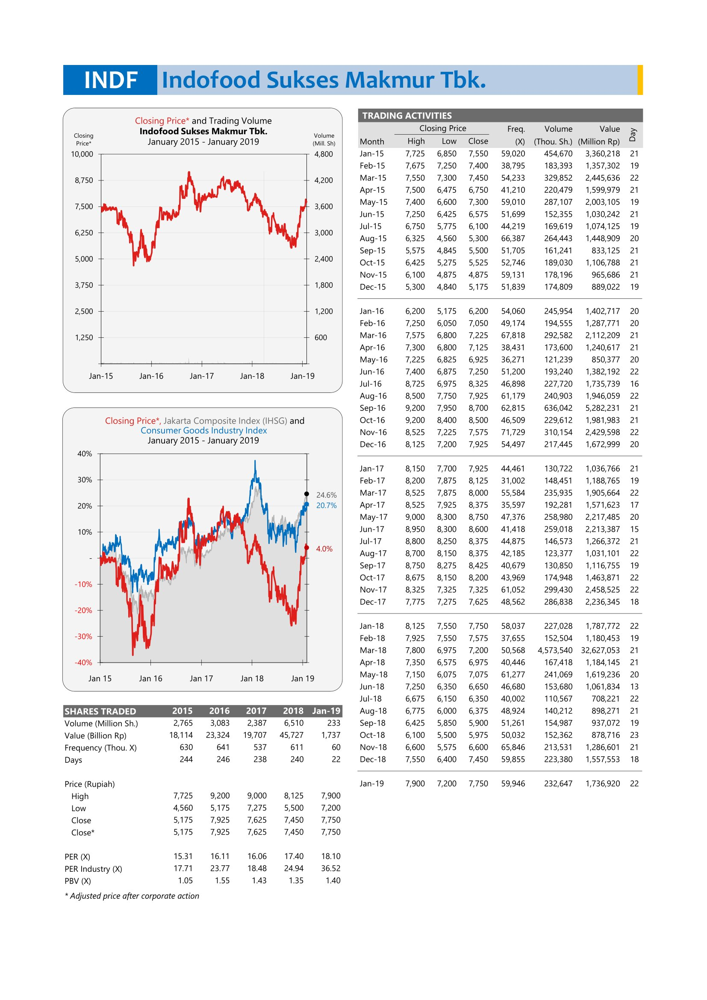 INDF Indofood Sukses Makmur Tbk.
Closing Price* and Trading Volume
Indofood Sukses Makmur Tbk.
January 2015 - January 2019
Closing Price*
Volume (Mill. Sh)
10,000 4,800
8,750 4,200
7,500 3,600
6,250 3,000
5,000 2,400
3,750 1,800
2,500 1,200
1,250 600
Jan-15 Jan-16 Jan-17 Jan-18 Jan-19
Closing Price*, Jakarta Composite Index (IHSG) and
Consumer Goods Industry Index
January 2015 - January 2019
40%
30%
24.6%
20% 20.7%
10%
4.0%
-
-10%
-20%
-30%
-40%
Jan 15 Jan 16 Jan 17 Jan 18 Jan 19
SHARES TRADED 2015 2016 2017 2018 Jan-19
Volume (Million Sh.) 2,765 3,083 2,387 6,510 233
Value (Billion Rp) 18,114 23,324 19,707 45,727 1,737
Frequency (Thou. X) 630 641 537 611 60
Days 244 246 238 240 22
Price (Rupiah)
High 7,725 9,200 9,000 8,125 7,900
Low 4,560 5,175 7,275 5,500 7,200
Close 5,175 7,925 7,625 7,450 7,750
Close* 5,175 7,925 7,625 7,450 7,750
PER (X) 15.31 16.11 16.06 17.40 18.10
PER Industry (X) 17.71 23.77 18.48 24.94 36.52
PBV (X) 1.05 1.55 1.43 1.35 1.40
* Adjusted price after corporate action
TRADING ACTIVITIES
Closing Price Freq. Volume Value Day
Month High Low Close (X) (Thou. Sh.) (Million Rp)
Jan-15 7,725 6,850 7,550 59,020 454,670 3,360,218 21
Feb-15 7,675 7,250 7,400 38,795 183,393 1,357,302 19
Mar-15 7,550 7,300 7,450 54,233 329,852 2,445,636 22
Apr-15 7,500 6,475 6,750 41,210 220,479 1,599,979 21
May-15 7,400 6,600 7,300 59,010 287,107 2,003,105 19
Jun-15 7,250 6,425 6,575 51,699 152,355 1,030,242 21
Jul-15 6,750 5,775 6,100 44,219 169,619 1,074,125 19
Aug-15 6,325 4,560 5,300 66,387 264,443 1,448,909 20
Sep-15 5,575 4,845 5,500 51,705 161,241 833,125 21
Oct-15 6,425 5,275 5,525 52,746 189,030 1,106,788 21
Nov-15 6,100 4,875 4,875 59,131 178,196 965,686 21
Dec-15 5,300 4,840 5,175 51,839 174,809 889,022 19
Jan-16 6,200 5,175 6,200 54,060 245,954 1,402,717 20
Feb-16 7,250 6,050 7,050 49,174 194,555 1,287,771 20
Mar-16 7,575 6,800 7,225 67,818 292,582 2,112,209 21
Apr-16 7,300 6,800 7,125 38,431 173,600 1,240,617 21
May-16 7,225 6,825 6,925 36,271 121,239 850,377 20
Jun-16 7,400 6,875 7,250 51,200 193,240 1,382,192 22
Jul-16 8,725 6,975 8,325 46,898 227,720 1,735,739 16
Aug-16 8,500 7,750 7,925 61,179 240,903 1,946,059 22
Sep-16 9,200 7,950 8,700 62,815 636,042 5,282,231 21
Oct-16 9,200 8,400 8,500 46,509 229,612 1,981,983 21
Nov-16 8,525 7,225 7,575 71,729 310,154 2,429,598 22
Dec-16 8,125 7,200 7,925 54,497 217,445 1,672,999 20
Jan-17 8,150 7,700 7,925 44,461 130,722 1,036,766 21
Feb-17 8,200 7,875 8,125 31,002 148,451 1,188,765 19
Mar-17 8,525 7,875 8,000 55,584 235,935 1,905,664 22
Apr-17 8,525 7,925 8,375 35,597 192,281 1,571,623 17
May-17 9,000 8,300 8,750 47,376 258,980 2,217,485 20
Jun-17 8,950 8,300 8,600 41,418 259,018 2,213,387 15
Jul-17 8,800 8,250 8,375 44,875 146,573 1,266,372 21
Aug-17 8,700 8,150 8,375 42,185 123,377 1,031,101 22
Sep-17 8,750 8,275 8,425 40,679 130,850 1,116,755 19
Oct-17 8,675 8,150 8,200 43,969 174,948 1,463,871 22
Nov-17 8,325 7,325 7,325 61,052 299,430 2,458,525 22
Dec-17 7,775 7,275 7,625 48,562 286,838 2,236,345 18
Jan-18 8,125 7,550 7,750 58,037 227,028 1,787,772 22
Feb-18 7,925 7,550 7,575 37,655 152,504 1,180,453 19
Mar-18 7,800 6,975 7,200 50,568 4,573,540 32,627,053 21
Apr-18 7,350 6,575 6,975 40,446 167,418 1,184,145 21
May-18 7,150 6,075 7,075 61,277 241,069 1,619,236 20
Jun-18 7,250 6,350 6,650 46,680 153,680 1,061,834 13
Jul-18 6,675 6,150 6,350 40,002 110,567 708,221 22
Aug-18 6,775 6,000 6,375 48,924 140,212 898,271 21
Sep-18 6,425 5,850 5,900 51,261 154,987 937,072 19
Oct-18 6,100 5,500 5,975 50,032 152,362 878,716 23
Nov-18 6,600 5,575 6,600 65,846 213,531 1,286,601 21
Dec-18 7,550 6,400 7,450 59,855 223,380 1,557,553 18
Jan-19 7,900 7,200 7,750 59,946 232,647 1,736,920 22